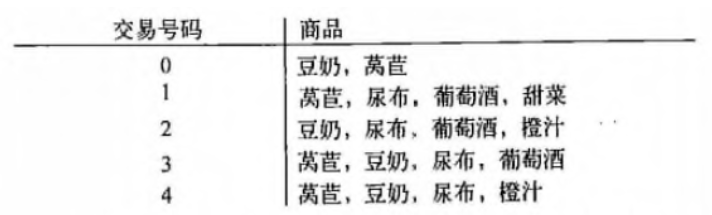 交易号码 商品
0 豆奶，莴苣
1 莴苣，尿布，葡萄酒，甜菜
2 豆奶，尿布，葡萄酒，橙汁
3 莴苣，豆奶，尿布，葡萄酒
4 莴苣，豆奶，尿布，橙汁